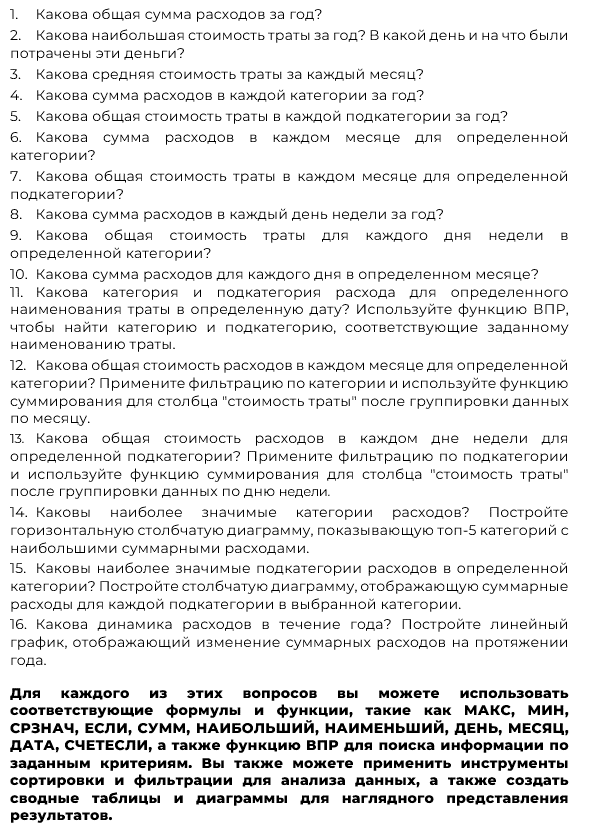 1. Какова общая сумма расходов за год?
2. Какова наибольшая стоимость траты за год? В какой день и на что были
потрачены эти деньги?
3. Какова средняя стоимость траты за каждый месяц?
4. Какова сумма расходов в каждой категории за год?
5. Какова общая стоимость траты в каждой подкатегории за год?
6. Какова сумма расходов в каждом месяце для определенной
категории?
7. Какова общая стоимость траты в каждом месяце для определенной
подкатегории?
8. Какова сумма расходов в каждый день недели за год?
9. Какова общая стоимость траты для каждого дня недели в
определенной категории?
10. Какова сумма расходов для каждого дня в определенном месяце?
11. Какова категория и подкатегория расхода для определенного
наименования траты в определенную дату? Используйте функцию ВПР,
чтобы найти категорию и подкатегорию, соответствующие заданному
наименованию траты.
12. Какова общая стоимость расходов в каждом месяце для определенной
категории? Примените фильтрацию по категории и используйте функцию
суммирования для столбца "стоимость траты" после группировки данных
по месяцу.
13. Какова общая стоимость расходов в каждом дне недели для
определенной подкатегории? Примените фильтрацию по подкатегории
и используйте функцию суммирования для столбца "стоимость траты"
после группировки данных по дню недели.
14. Каковы наиболее значимые категории расходов? Постройте
горизонтальную столбчатую диаграмму, показывающую топ-5 категорий с
наибольшими суммарными расходами.
15. Каковы наиболее значимые подкатегории расходов в определенной
категории? Постройте столбчатую диаграмму, отображающую суммарные
расходы для каждой подкатегории в выбранной категории.
16. Какова динамика расходов в течение года? Постройте линейный
график, отображающий изменение суммарных расходов на протяжении
года.
Для каждого из этих вопросов вы можете использовать
соответствующие формулы и функции, такие как МАКС, МИН,
СРЗНАЧ, ЕСЛИ, СУММ, НАИБОЛЬШИЙ, НАИМЕНЬШИЙ, ДЕНЬ, МЕСЯЦ,
ДАТА, СЧЕТЕСЛИ, а также функцию ВПР для поиска информации по
заданным критериям. Вы также можете применить инструменты
сортировки и фильтрации для анализа данных, а также создать
сводные таблицы и диаграммы для наглядного представления
результатов.